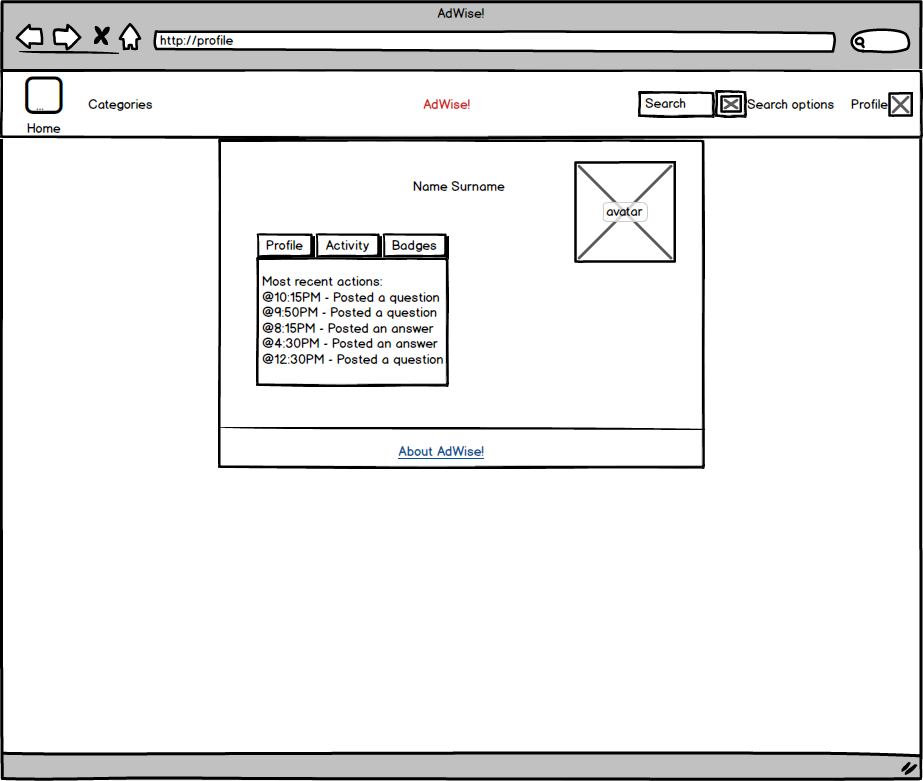 AdWise!
http://profile
...
Home
Categories
AdWise!
Search
Search options
Profile
Name Surname
avatar
Profile
Activity
Badges
Most recent actions:
@10:15PM - Posted a question
@9:50PM - Posted a question
@8:15PM - Posted an answer
@4:30PM - Posted an answer
@12:30PM - Posted a question
About AdWise!